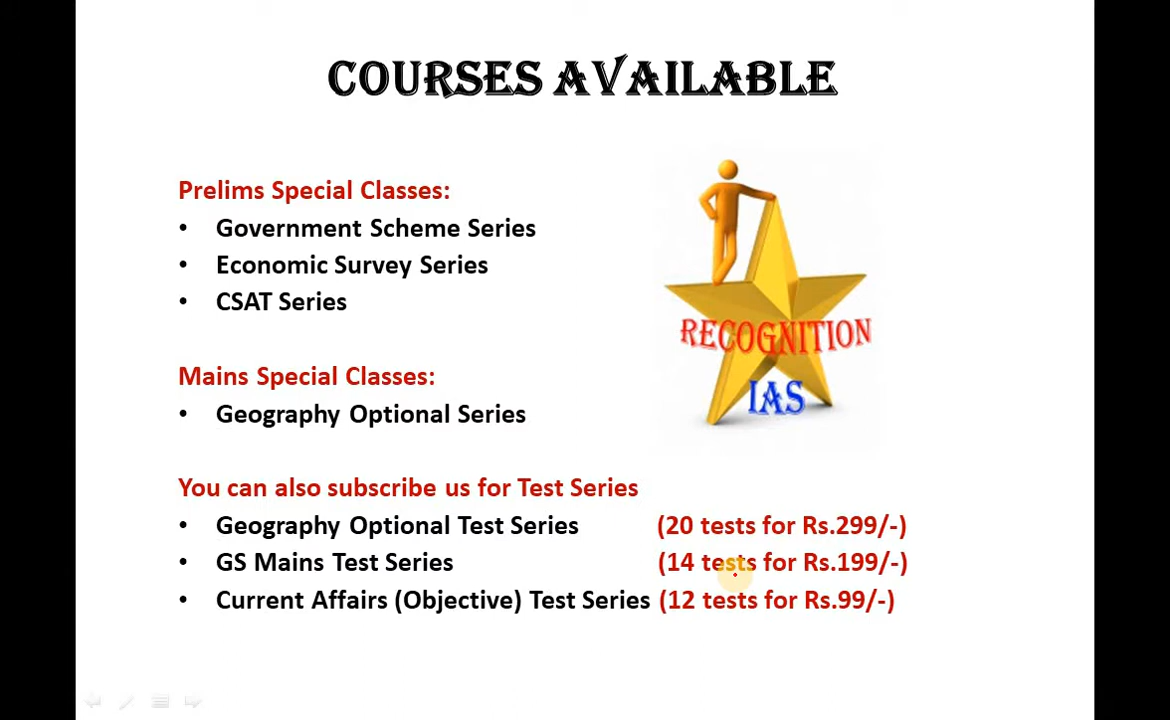 COURSES AVAILABLE
Prelims Special Classes:
• Government Scheme Series
• Economic Survey Series
• CSAT Series
RECOGNITION
IAS
Mains Special Classes:
• Geography Optional Series
You can also subscribe us for Test Series
• Geography Optional Test Series (20 tests for Rs.299/-)
• GS Mains Test Series (14 tests for Rs.199/-)
• Current Affairs (Objective) Test Series (12 tests for Rs.99/-)